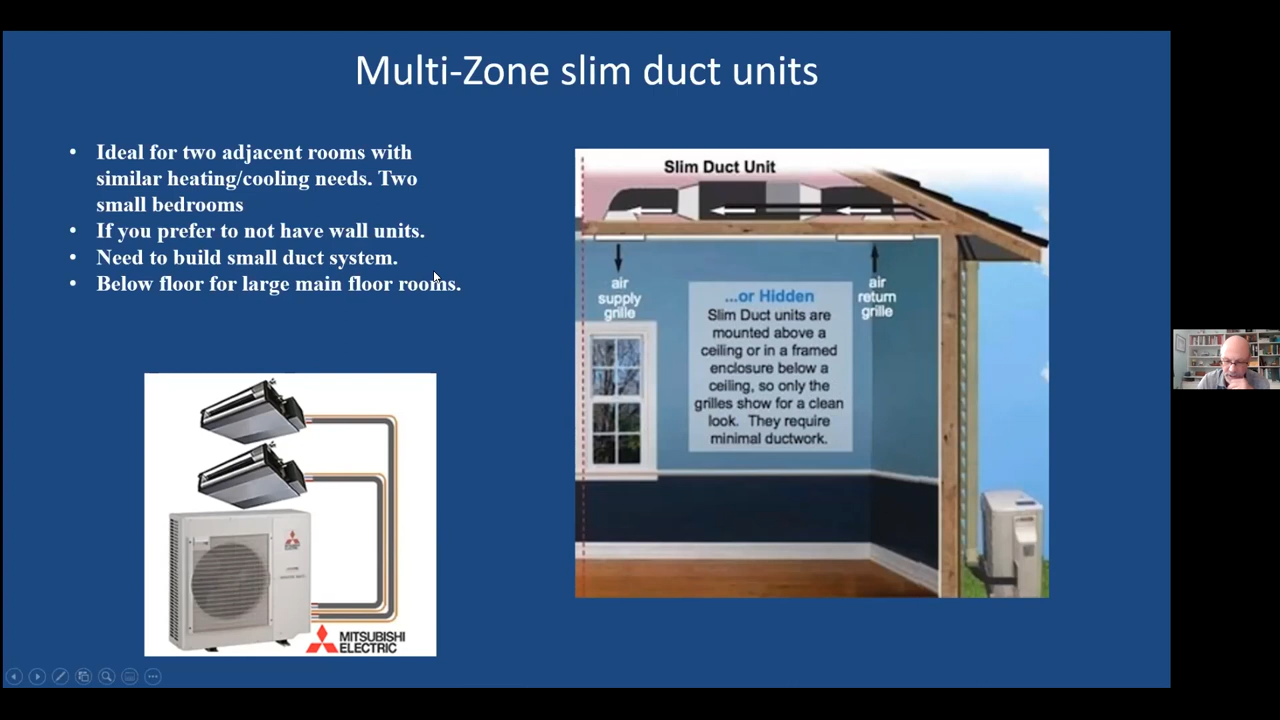 Multi-Zone slim duct units
• Ideal for two adjacent rooms with
similar heating/cooling needs. Two
small bedrooms
• If you prefer to not have wall units.
• Need to build small duct system.
• Below floor for large main floor rooms.
Slim Duct Unit
air
supply
grille
air
return
grille
...or Hidden
Slim Duct units are
mounted above a
ceiling or in a framed
enclosure below a
ceiling, so only the
grilles show for a clean
look. They require
minimal ductwork.
MITSUBISHI
ELECTRIC